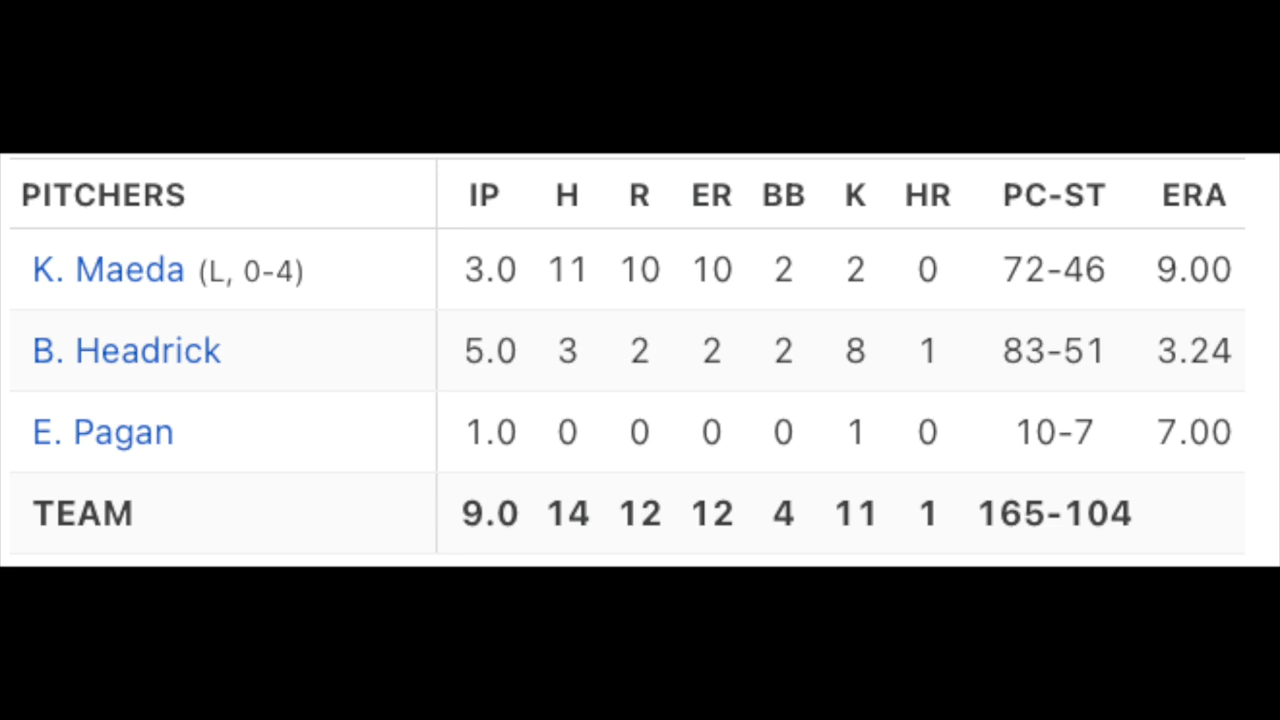 PITCHERS IP H R ER BB K HR PC-ST ERA
K. Maeda (L, 0-4) 3.0 11 10 10 2 2 0 72-46 9.00
B. Headrick 5.0 3 2 2 2 8 1 83-51 3.24
E. Pagan 1.0 0 0 0 0 1 0 10-7 7.00
TEAM 9.0 14 12 12 4 11 1 165-104